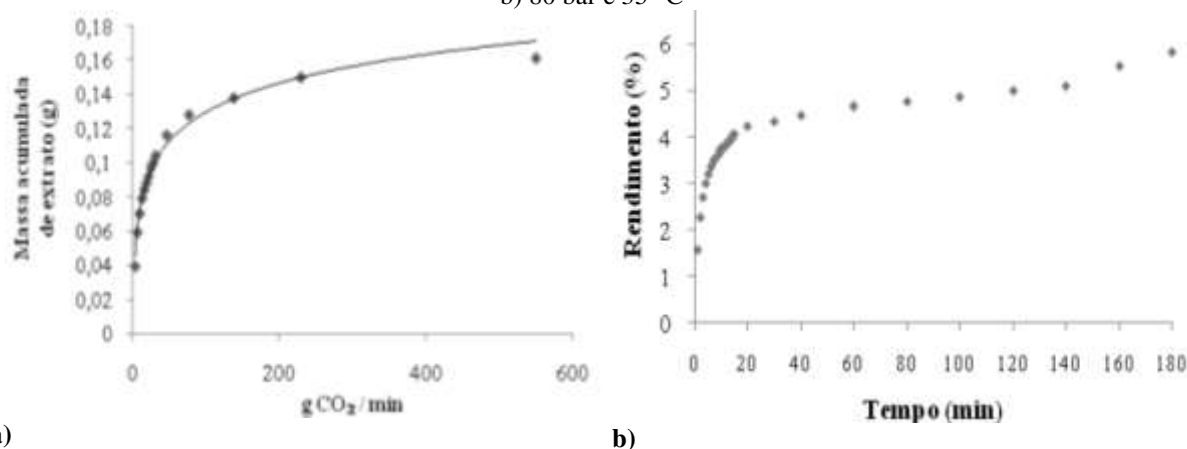 b) 80 bar e 35 °C
0,18
0,16
0,14
0,12
0,1
0,08
0,06
0,04
0,02
0
Massa acumulada
de extrato (g)
0 200 400 600
g CO₂ / min
a)
6
5
4
3
2
1
0
Rendimento (%)
0 20 40 60 80 100 120 140 160 180
Tempo (min)
b)